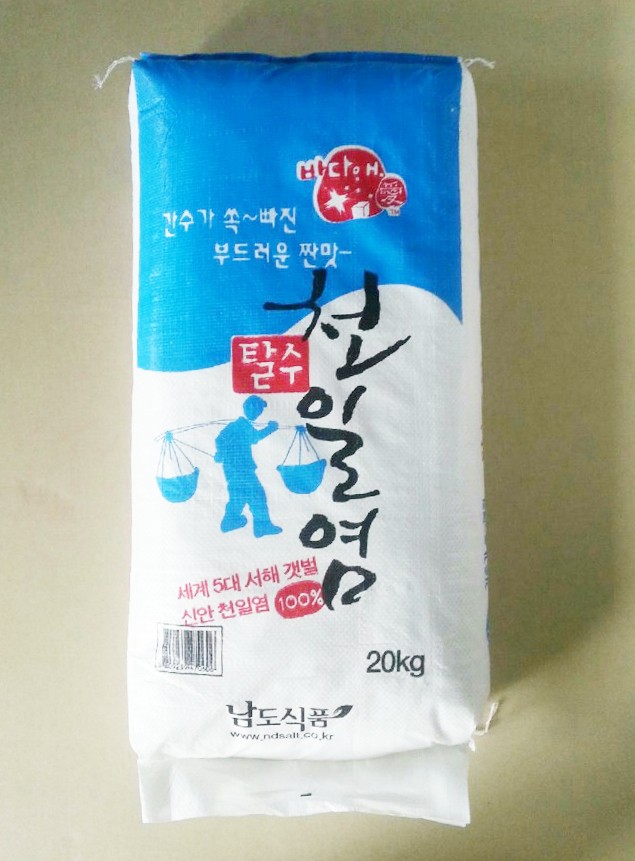 바다애.
愛
TM
간수가 쏙~빠진
부드러운 짠맛~
탈수
천일염
세계 5대 서해 갯벌
신안 천일염 100%
20kg
남도식품
www.ndsalt.co.kr